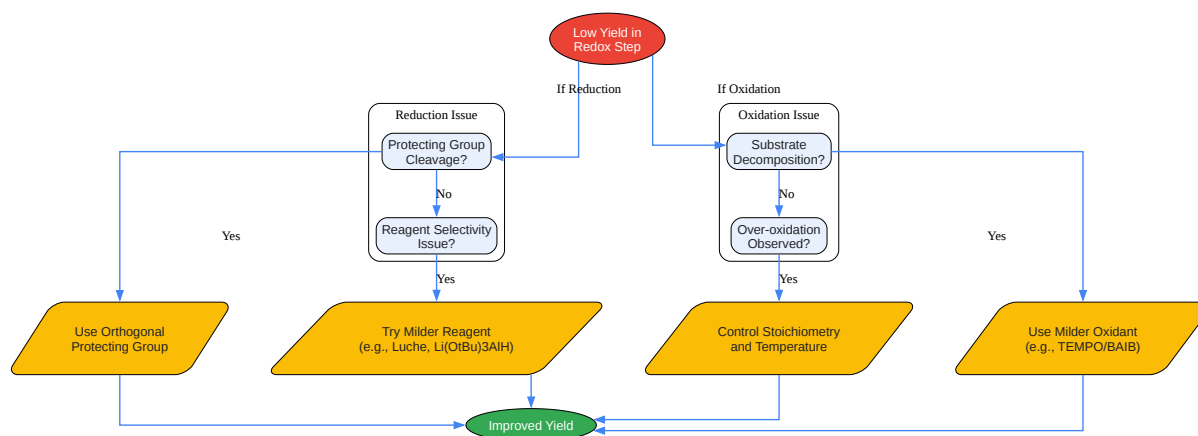 Low Yield in
Redox Step
If Reduction
If Oxidation
Reduction Issue
Oxidation Issue
Protecting Group
Cleavage?
Substrate
Decomposition?
No
No
Reagent Selectivity
Issue?
Over-oxidation
Observed?
Yes
Yes
Yes
Yes
Use Orthogonal
Protecting Group
Try Milder Reagent
(e.g., Luche, Li(OtBu)3AlH)
Control Stoichiometry
and Temperature
Use Milder Oxidant
(e.g., TEMPO/BAIB)
Improved Yield